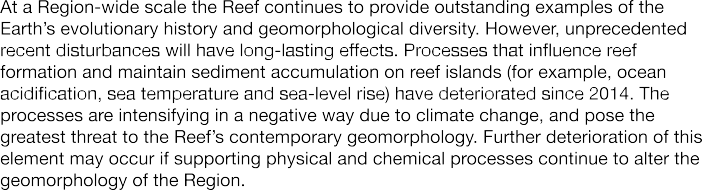 At a Region-wide scale the Reef continues to provide outstanding examples of the
Earth's evolutionary history and geomorphological diversity. However, unprecedented
recent disturbances will have long-lasting effects. Processes that influence reef
formation and maintain sediment accumulation on reef islands (for example, ocean
acidification, sea temperature and sea-level rise) have deteriorated since 2014. The
processes are intensifying in a negative way due to climate change, and pose the
greatest threat to the Reef's contemporary geomorphology. Further deterioration of this
element may occur if supporting physical and chemical processes continue to alter the
geomorphology of the Region.